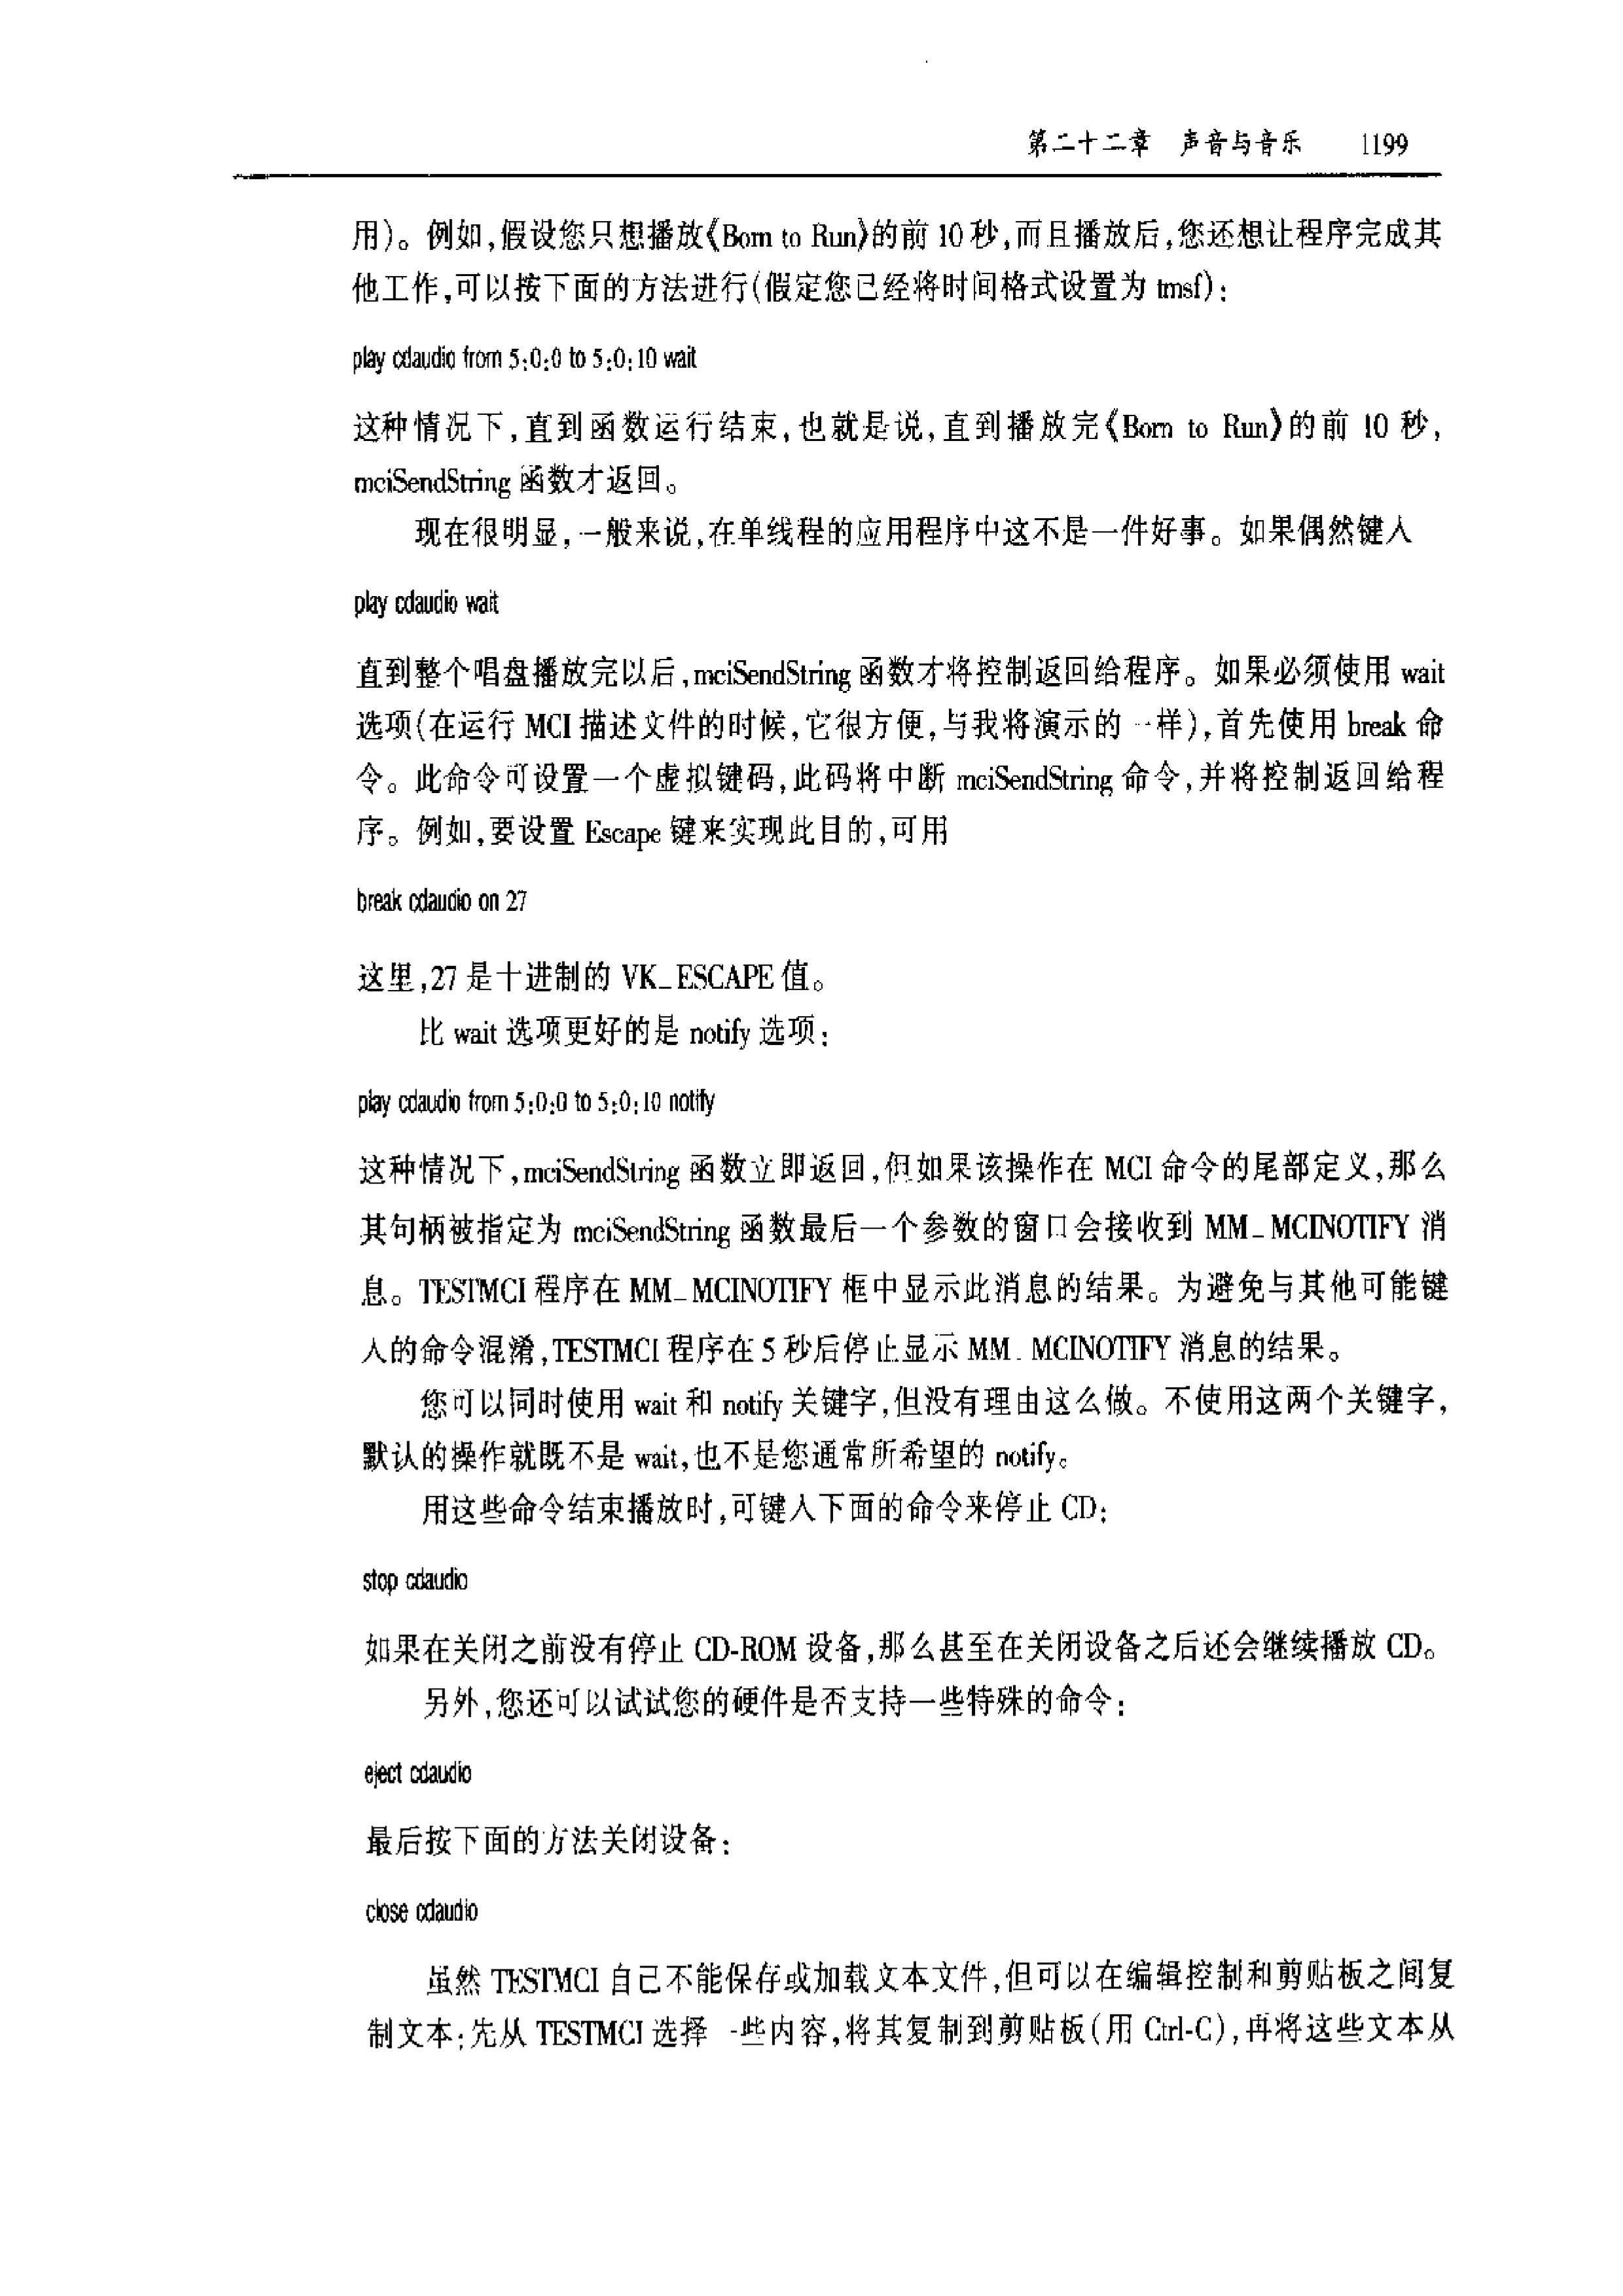 第二十二章 声音与音乐 1199
用)。例如,假设您只想播放《Born to Run》的前 10 秒,而且播放后,您还想让程序完成其
他工作,可以按下面的方法进行(假定您已经将时间格式设置为 tmsf):
play cdaudio from 5:0:0 to 5:0:10 wait
这种情况下,直到函数运行结束,也就是说,直到播放完《Born to Run》的前 10 秒,
mciSendString 函数才返回。
现在很明显,一般来说,在单线程的应用程序中这不是一件好事。如果偶然键入
play cdaudio wait
直到整个唱盘播放完以后,mciSendString 函数才将控制返回给程序。如果必须使用 wait
选项(在运行 MCI 描述文件的时候,它很方便,与我将演示的一样),首先使用 break 命
令。此命令可设置一个虚拟键码,此码将中断 mciSendString 命令,并将控制返回给程
序。例如,要设置 Escape 键来实现此目的,可用
break cdaudio on 27
这里,27 是十进制的 VK_ESCAPE 值。
比 wait 选项更好的是 notify 选项:
play cdaudio from 5:0:0 to 5:0:10 notify
这种情况下,mciSendString 函数立即返回,但如果该操作在 MCI 命令的尾部定义,那么
其句柄被指定为 mciSendString 函数最后一个参数的窗口会接收到 MM_MCINOTIFY 消
息。TESTMCI 程序在 MM_MCINOTIFY 框中显示此消息的结果。为避免与其他可能键
入的命令混淆,TESTMCI 程序在 5 秒后停止显示 MM_MCINOTIFY 消息的结果。
您可以同时使用 wait 和 notify 关键字,但没有理由这么做。不使用这两个关键字,
默认的操作就既不是 wait,也不是您通常所希望的 notify。
用这些命令结束播放时,可键入下面的命令来停止 CD:
stop cdaudio
如果在关闭之前没有停止 CD-ROM 设备,那么甚至在关闭设备之后还会继续播放 CD。
另外,您还可以试试您的硬件是否支持一些特殊的命令:
eject cdaudio
最后按下面的方法关闭设备:
close cdaudio
虽然 TESTMCI 自己不能保存或加载文本文件,但可以在编辑控制和剪贴板之间复
制文本:先从 TESTMCI 选择一些内容,将其复制到剪贴板(用 Ctrl-C),再将这些文本从